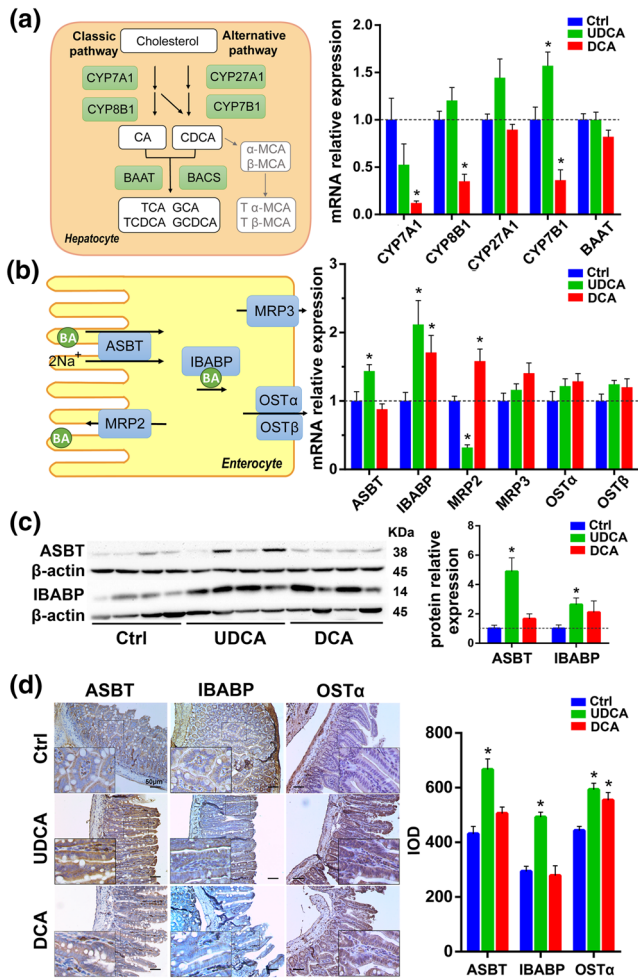 (a)
Classic pathway
Cholesterol
Alternative pathway
CYP7A1
CYP27A1
CYP8B1
CYP7B1
CA
CDCA
α-MCA
β-MCA
BAAT
BACS
TCA GCA
TCDCA GCDCA
T α-MCA
T β-MCA
Hepatocyte
mRNA relative expression
2.0
1.5
1.0
0.5
0.0
Ctrl
UDCA
DCA
*
*
*
*
CYP7A1
CYP8B1
CYP27A1
CYP7B1
BAAT
(b)
MRP3
BA
ASBT
2Na+
IBABP
BA
OSTα
OSTβ
MRP2
BA
Enterocyte
mRNA relative expression
3
2
1
0
Ctrl
UDCA
DCA
*
*
*
*
*
ASBT
IBABP
MRP2
MRP3
OSTα
OSTβ
(c)
KDa
ASBT
38
β-actin
45
IBABP
14
β-actin
45
Ctrl
UDCA
DCA
protein relative expression
8
6
4
2
0
Ctrl
UDCA
DCA
*
*
ASBT
IBABP
(d)
ASBT
IBABP
OSTα
Ctrl
50μm
UDCA
DCA
IOD
800
600
400
200
0
Ctrl
UDCA
DCA
*
*
*
*
ASBT
IBABP
OSTα